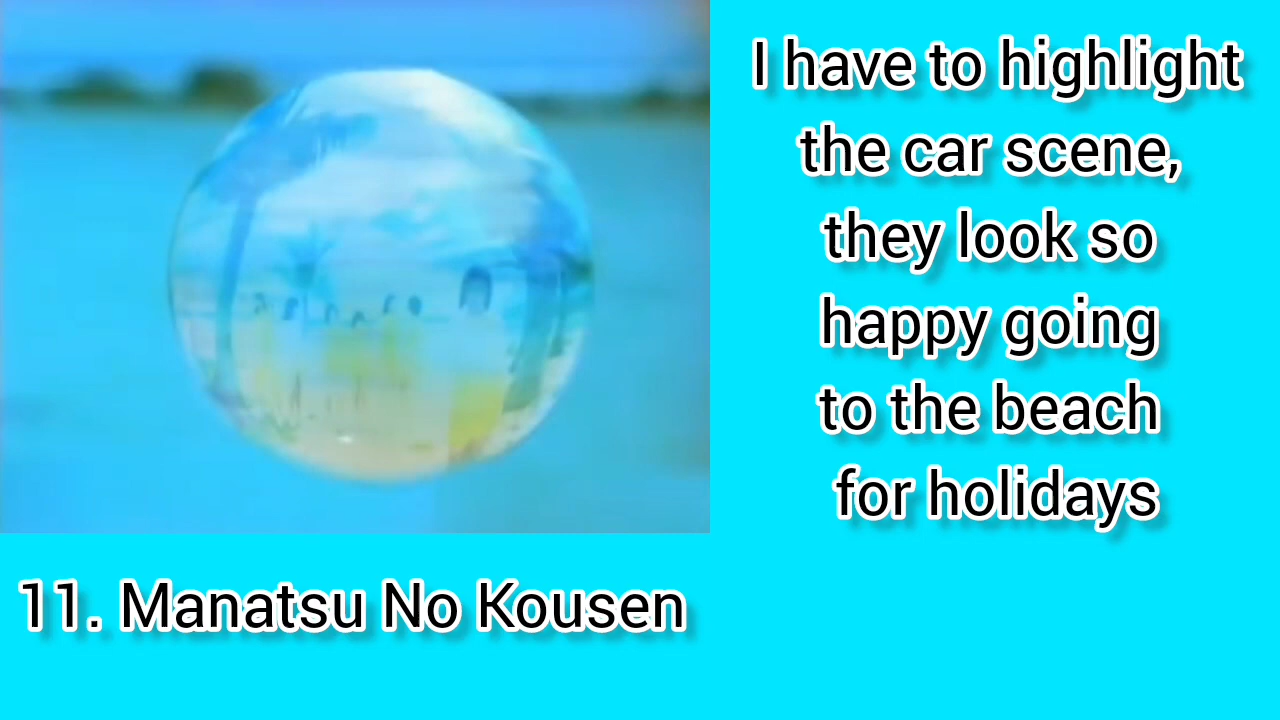 I have to highlight
the car scene,
they look so
happy going
to the beach
for holidays
11. Manatsu No Kousen